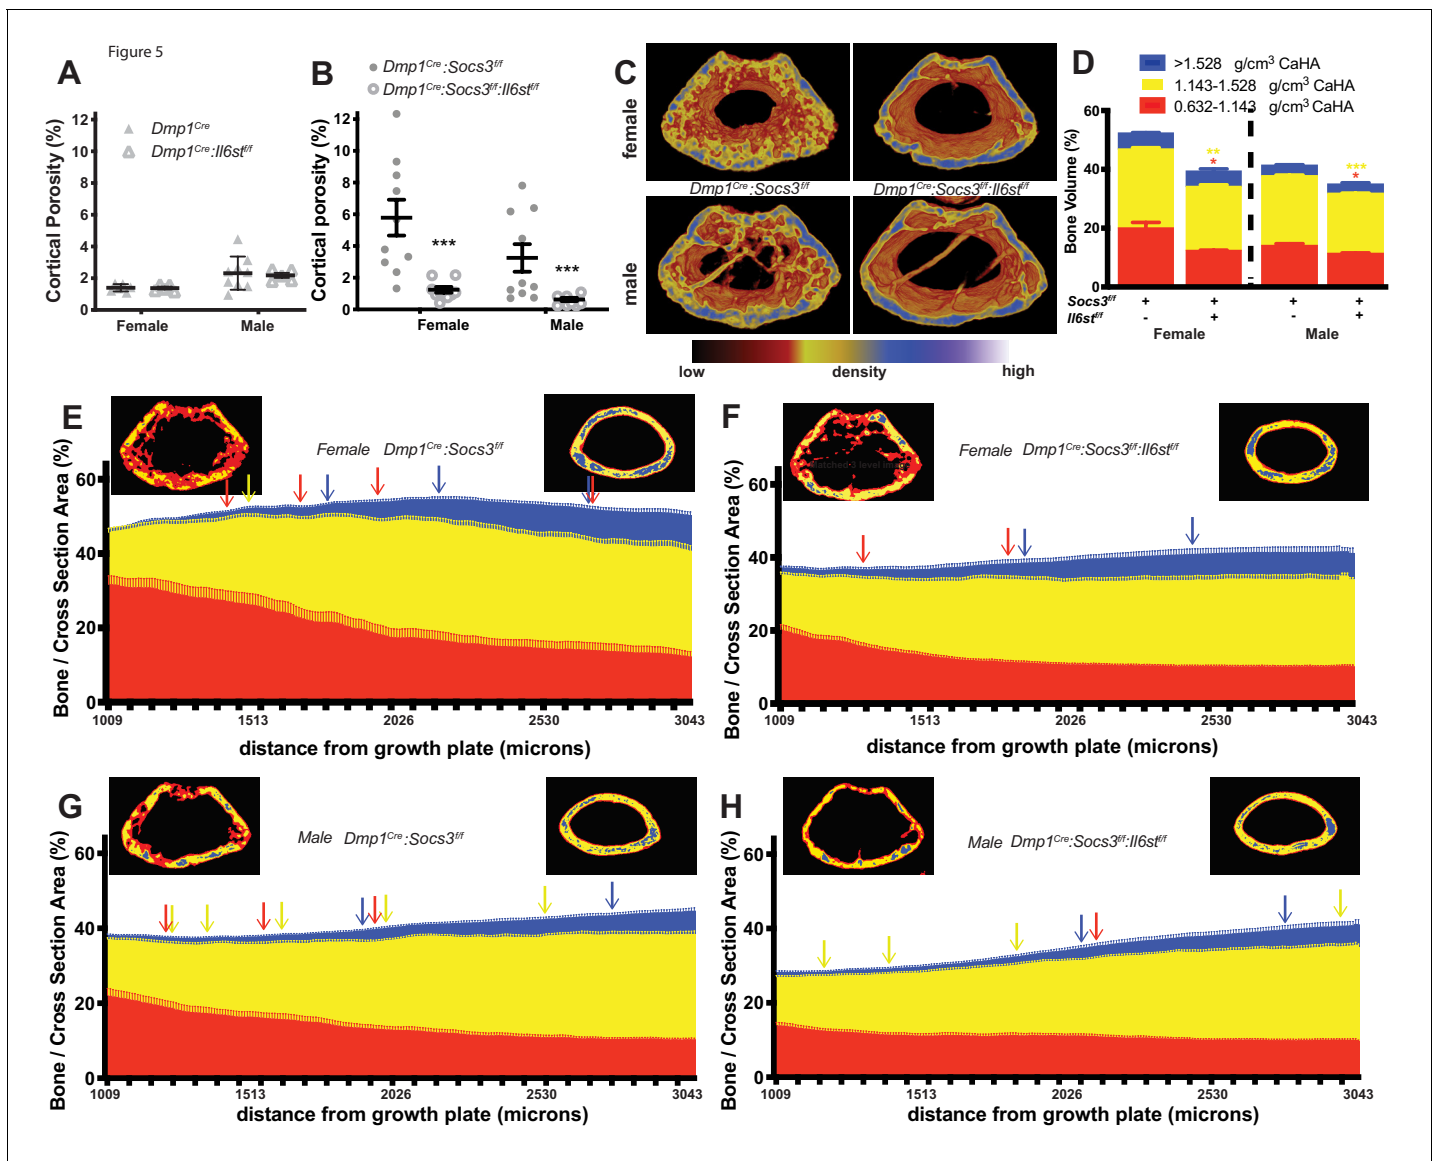 Figure 5
A
Cortical Porosity (%)
12
10
8
6
4
2
0
Dmp1Cre
Dmp1Cre:Il6stf/f
Female
Male
B
Dmp1Cre:Socs3f/f
Dmp1Cre:Socs3f/f:Il6stf/f
Cortical porosity (%)
12
10
8
6
4
2
0
***
***
Female
Male
C
female
male
Dmp1Cre:Socs3f/f
Dmp1Cre:Socs3f/f:Il6stf/f
low
density
high
D
>1.528 g/cm3 CaHA
1.143-1.528 g/cm3 CaHA
0.632-1.143 g/cm3 CaHA
Bone Volume (%)
60
40
20
0
**
*
***
*
Socs3f/f + + + +
Il6stf/f - + - +
Female
Male
E
Female Dmp1Cre:Socs3f/f
Bone / Cross Section Area (%)
60
40
20
0
1009 1513 2026 2530 3043
distance from growth plate (microns)
F
Matched 3 level image
Female Dmp1Cre:Socs3f/f:Il6stf/f
Bone / Cross Section Area (%)
60
40
20
0
1009 1513 2026 2530 3043
distance from growth plate (microns)
G
Male Dmp1Cre:Socs3f/f
Bone / Cross Section Area (%)
60
40
20
0
1009 1513 2026 2530 3043
distance from growth plate (microns)
H
Male Dmp1Cre:Socs3f/f:Il6stf/f
Bone / Cross Section Area (%)
60
40
20
0
1009 1513 2026 2530 3043
distance from growth plate (microns)